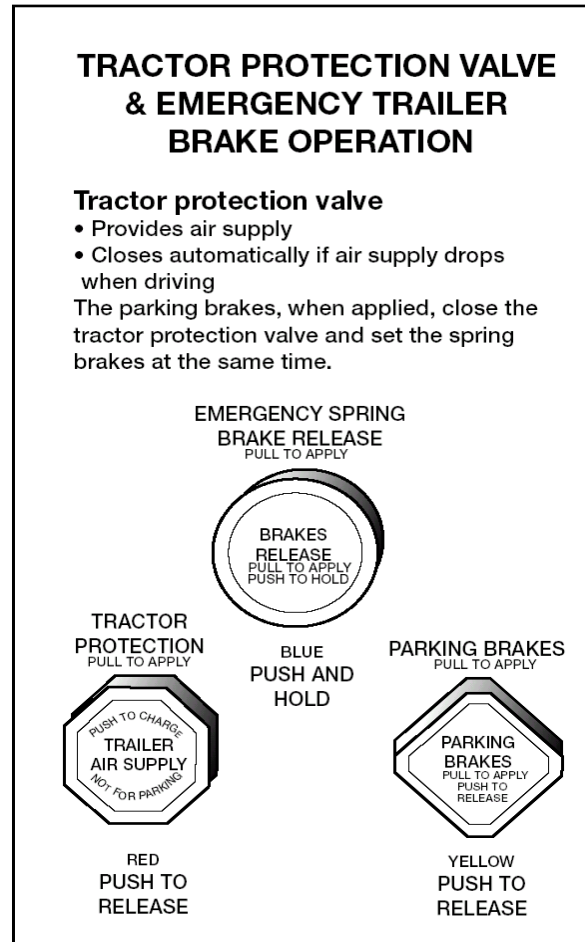 TRACTOR PROTECTION VALVE
& EMERGENCY TRAILER
BRAKE OPERATION
Tractor protection valve
• Provides air supply
• Closes automatically if air supply drops
when driving
The parking brakes, when applied, close the
tractor protection valve and set the spring
brakes at the same time.
EMERGENCY SPRING
BRAKE RELEASE
PULL TO APPLY
BRAKES
RELEASE
PULL TO APPLY
PUSH TO HOLD
BLUE
PUSH AND
HOLD
TRACTOR
PROTECTION
PULL TO APPLY
PUSH TO CHARGE
TRAILER
AIR SUPPLY
NOT FOR PARKING
RED
PUSH TO
RELEASE
PARKING BRAKES
PULL TO APPLY
PARKING
BRAKES
PULL TO APPLY
PUSH TO
RELEASE
YELLOW
PUSH TO
RELEASE